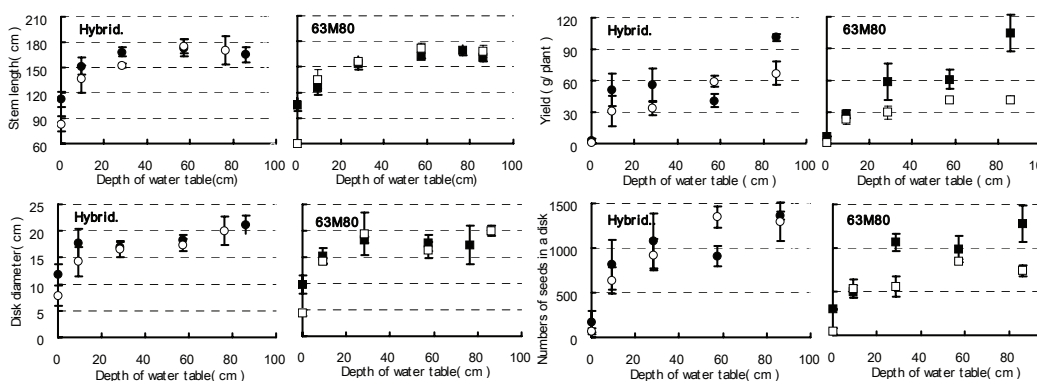 Hybrid.
63M80
Stem length( cm )
180
150
120
90
60
0 20 40 60 80 100
0 20 40 60 80 100
Depth of water table(cm)
Depth of water table(cm)
Hybrid.
63M80
Yield ( g/ plant )
120
90
60
30
0
0 20 40 60 80 100
0 20 40 60 80 100
Depth of water table ( cm )
Depth of water table ( cm )
Hybrid.
63M80
Disk diameter( cm )
25
20
15
10
5
0
0 20 40 60 80 100
0 20 40 60 80 100
Depth of water table( cm )
Depth of water table( cm )
Hybrid.
63M80
Numbers of seeds in a disk
1500
1000
500
0
0 20 40 60 80 100
0 20 40 60 80 100
Depth of water table( cm )
Depth of water table( cm )